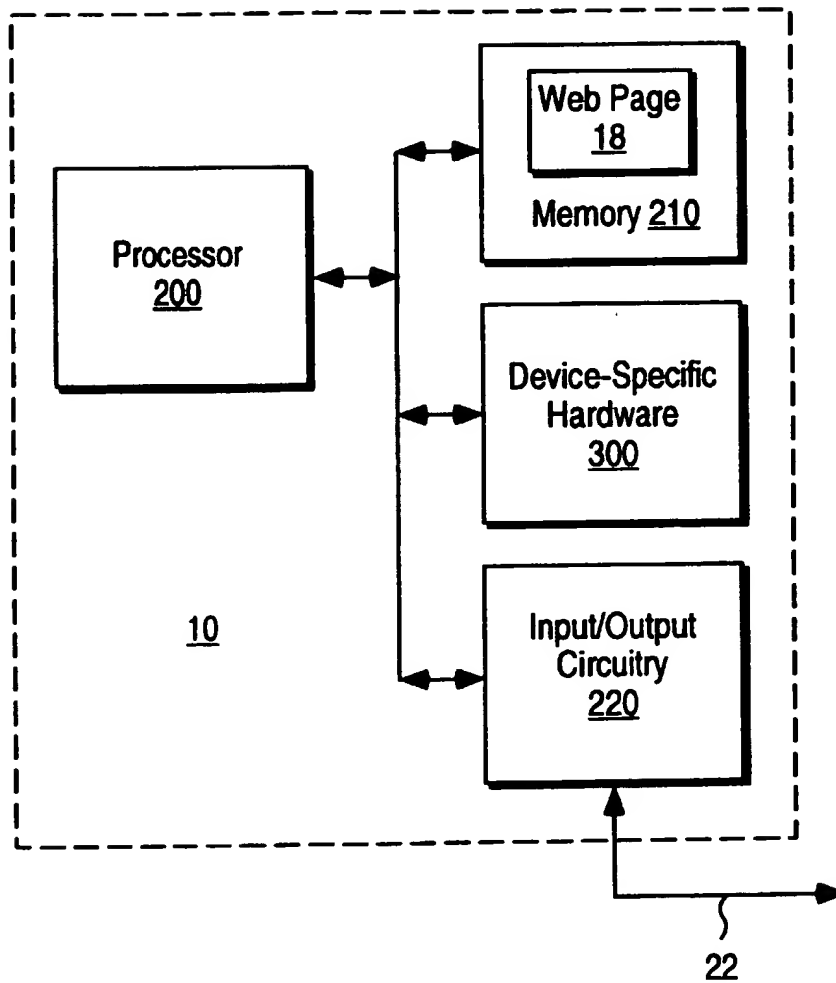 Web Page
18
Memory 210
Processor
200
Device-Specific
Hardware
300
10
Input/Output
Circuitry
220
22